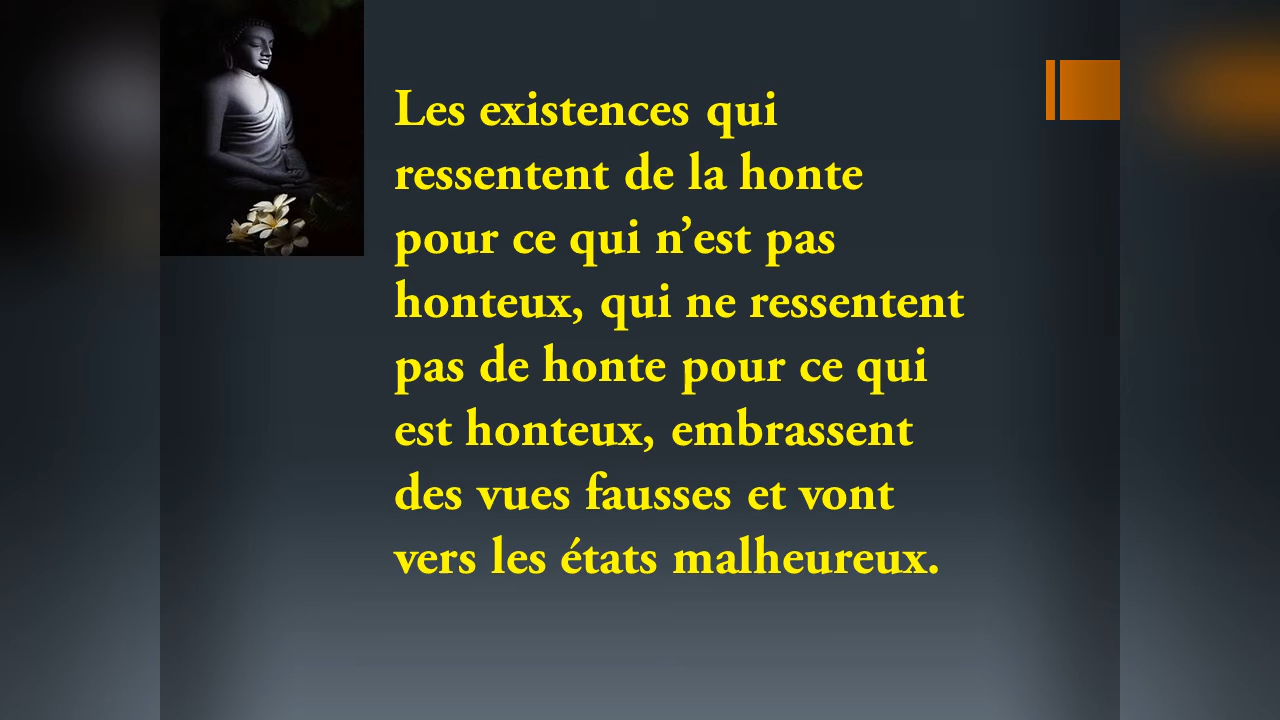 Les existences qui
ressentent de la honte
pour ce qui n’est pas
honteux, qui ne ressentent
pas de honte pour ce qui
est honteux, embrassent
des vues fausses et vont
vers les états malheureux.